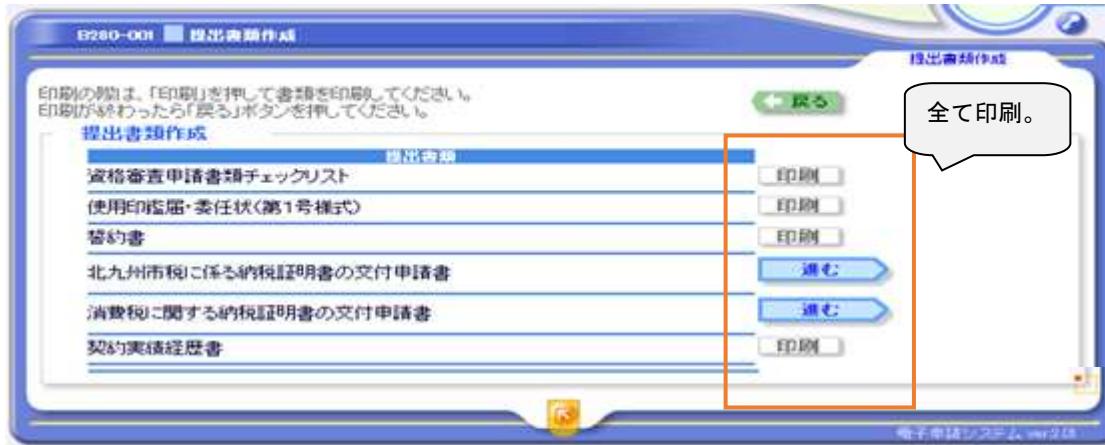 B280-001 提出書類作成
提出書類作成
印刷の際は、「印刷」を押して書類を印刷してください。
印刷が終わったら「戻る」ボタンを押してください。
戻る
全て印刷。
提出書類作成
提出書類
資格審査申請書類チェックリスト 印刷
使用印鑑届・委任状(第1号様式) 印刷
誓約書 印刷
北九州市税に係る納税証明書の交付申請書 進む
消費税に関する納税証明書の交付申請書 進む
契約実績経歴書 印刷
電子申請システム